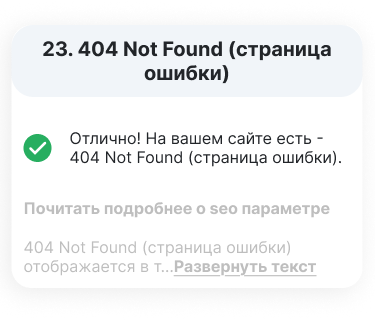 23. 404 Not Found (страница
ошибки)
Отлично! На вашем сайте есть -
404 Not Found (страница ошибки).
Почитать подробнее о seo параметре
404 Not Found (страница ошибки)
отображается в т...Развернуть текст